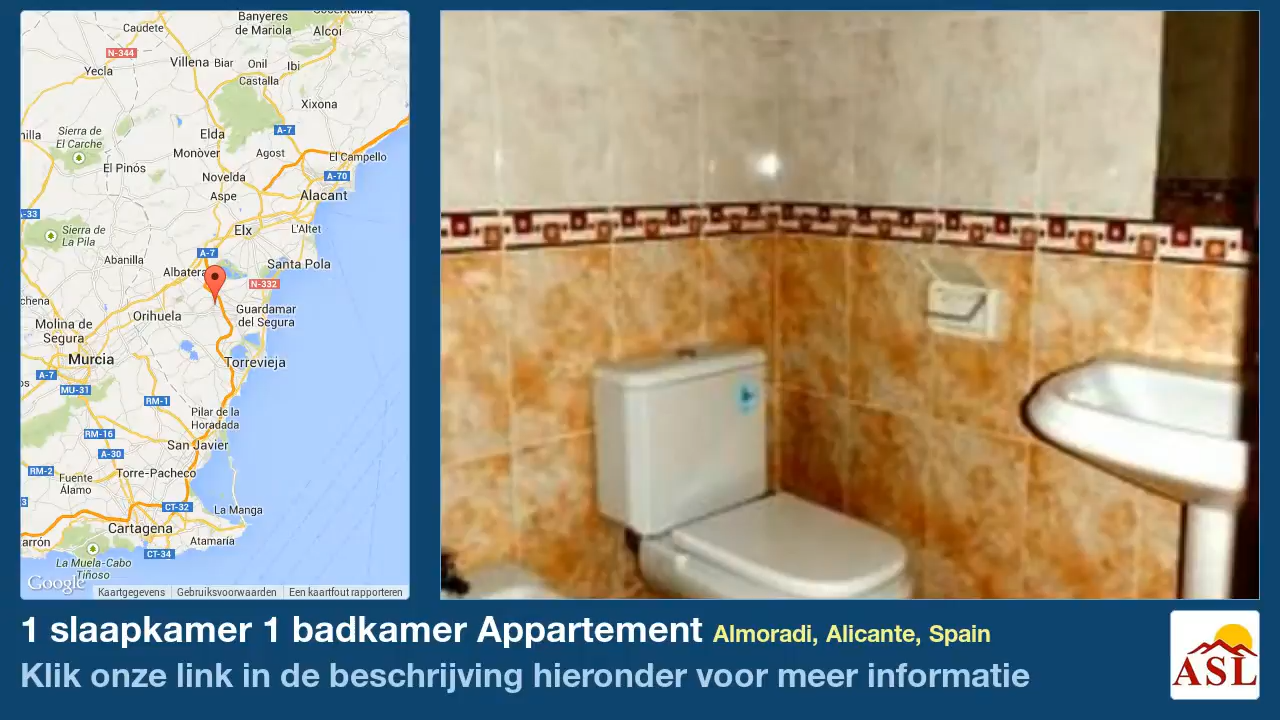 Banyeres
de Mariola
Caudete
Alcoi
N-344
Yecla
Villena
Biar
Onil
Ibi
Castalla
Xixona
Sierra de
El Carche
Elda
A-7
Monòver
Agost
El Campello
El Pinós
Novelda
A-70
Aspe
Alacant
A-33
Sierra de
La Pila
Elx
L'Altet
A-7
Abanilla
Albatera
Santa Pola
N-332
Orihuela
Guardamar
del Segura
Molina de
Segura
Murcia
Torrevieja
A-7
MU-31
RM-1
Pilar de la
Horadada
RM-16
San Javier
A-30
RM-2
Torre-Pacheco
Fuente
Álamo
CT-32
La Manga
Cartagena
Atamaría
CT-34
La Muela-Cabo
Tiñoso
Google
Kaartgegevens
Gebruiksvoorwaarden
Een kaartfout rapporteren
1 slaapkamer 1 badkamer Appartement Almoradi, Alicante, Spain
Klik onze link in de beschrijving hieronder voor meer informatie
ASL